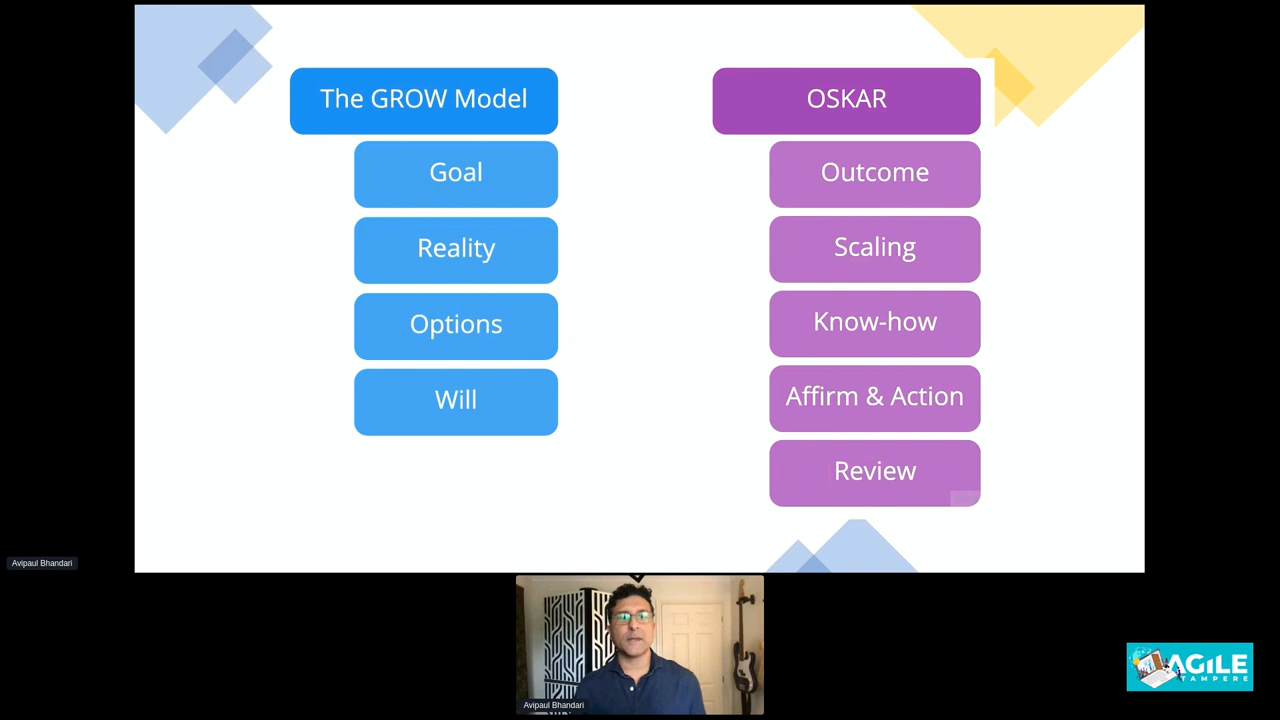 The GROW Model
Goal
Reality
Options
Will
OSKAR
Outcome
Scaling
Know-how
Affirm & Action
Review
Avipaul Bhandari
Avipaul Bhandari
AGILE
TAMPERE